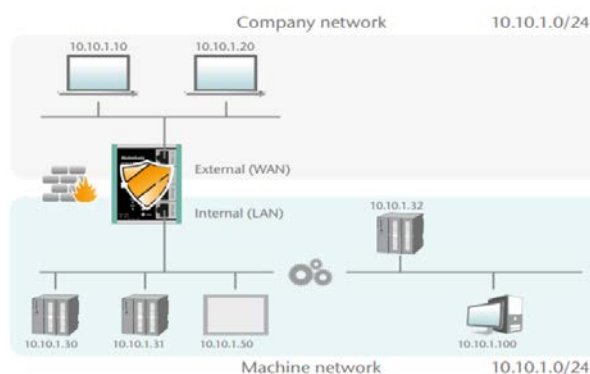 Company network 10.10.1.0/24
10.10.1.10 10.10.1.20
External (WAN)
Internal (LAN)
10.10.1.32
10.10.1.30 10.10.1.31 10.10.1.50 10.10.1.100
Machine network 10.10.1.0/24